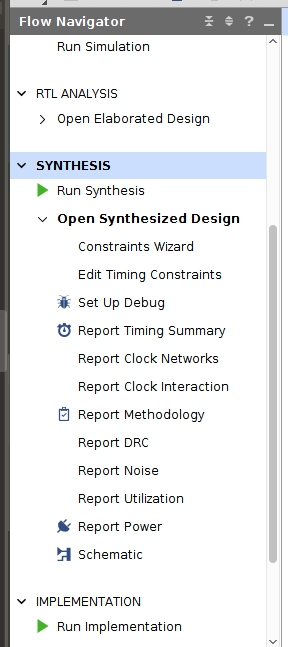 Flow Navigator
Run Simulation
RTL ANALYSIS
Open Elaborated Design
SYNTHESIS
Run Synthesis
Open Synthesized Design
Constraints Wizard
Edit Timing Constraints
Set Up Debug
Report Timing Summary
Report Clock Networks
Report Clock Interaction
Report Methodology
Report DRC
Report Noise
Report Utilization
Report Power
Schematic
IMPLEMENTATION
Run Implementation